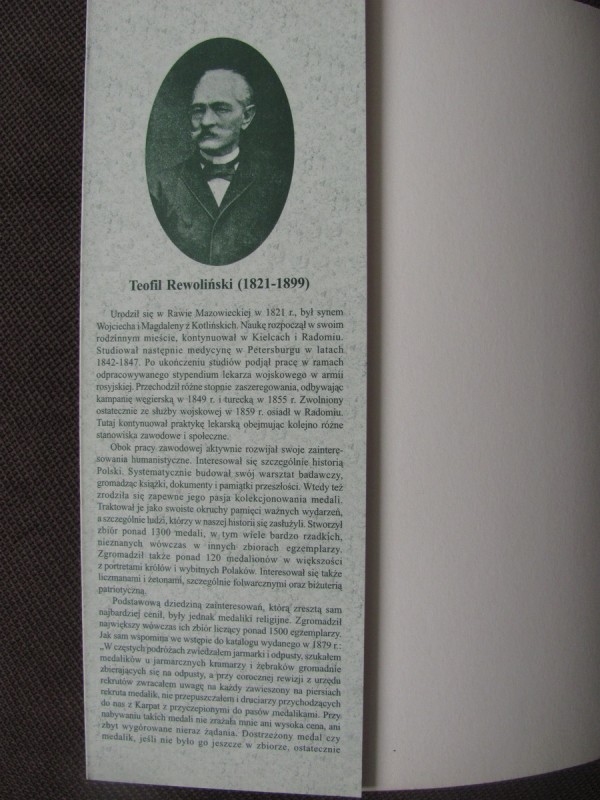 Teofil Rewoliński (1821-1899)
Urodził się w Rawie Mazowieckiej w 1821 r., był synem
Wojciecha i Magdaleny z Kotlińskich. Naukę rozpoczął w swoim
rodzinnym mieście, kontynuował w Kielcach i Radomiu.
Studiował następnie medycynę w Petersburgu w latach
1842-1847. Po ukończeniu studiów podjął pracę w ramach
odpracowywanego stypendium lekarza wojskowego w armii
rosyjskiej. Przechodził różne stopnie zaszeregowania, odbywając
kampanię węgierską w 1849 r. i turecką w 1855 r. Zwolniony
ostatecznie ze służby wojskowej w 1859 r. osiadł w Radomiu.
Tutaj kontynuował praktykę lekarską obejmując kolejno różne
stanowiska zawodowe i społeczne.
Obok pracy zawodowej aktywnie rozwijał swoje zaintere-
sowania humanistyczne. Interesował się szczególnie historią
Polski. Systematycznie budował swój warsztat badawczy,
gromadząc książki, dokumenty i pamiątki przeszłości. Wtedy też
zrodziła się zapewne jego pasja kolekcjonowania medali.
Traktował je jako swoiste okruchy pamięci ważnych wydarzeń,
a szczególnie ludzi, którzy w naszej historii się zasłużyli. Stworzył
zbiór ponad 1300 medali, w tym wiele bardzo rzadkich,
nieznanych wówczas w innych zbiorach egzemplarzy.
Zgromadził także ponad 120 medalionów w większości
z portretami królów i wybitnych Polaków. Interesował się także
liczmanami i żetonami, szczególnie folwarcznymi oraz biżuterią
patriotyczną.
Podstawową dziedziną zainteresowań, którą zresztą sam
najbardziej cenił, były jednak medaliki religijne. Zgromadził
największy wówczas ich zbiór liczący ponad 1500 egzemplarzy.
Jak sam wspomina we wstępie do katalogu wydanego w 1879 r.:
„W częstych podróżach zwiedzałem jarmarki i odpusty, szukałem
medalików u jarmarcznych kramarzy i żebraków gromadnie
zbierających się na odpusty, a przy corocznej rewizji z urzędu
rekrutów zwracałem uwagę na każdy zawieszony na piersiach
rekruta medalik, nie przepuszczałem i druciarzy przychodzących
do nas z Karpat z przyczepionymi do pasów medalikami. Przy
nabywaniu takich medali nie zrażała mnie ani wysoka cena, ani
zbyt wygórowane nieraz żądania. Dostrzeżony medal czy
medalik, jeśli nie było go jeszcze w zbiorze, ostatecznie